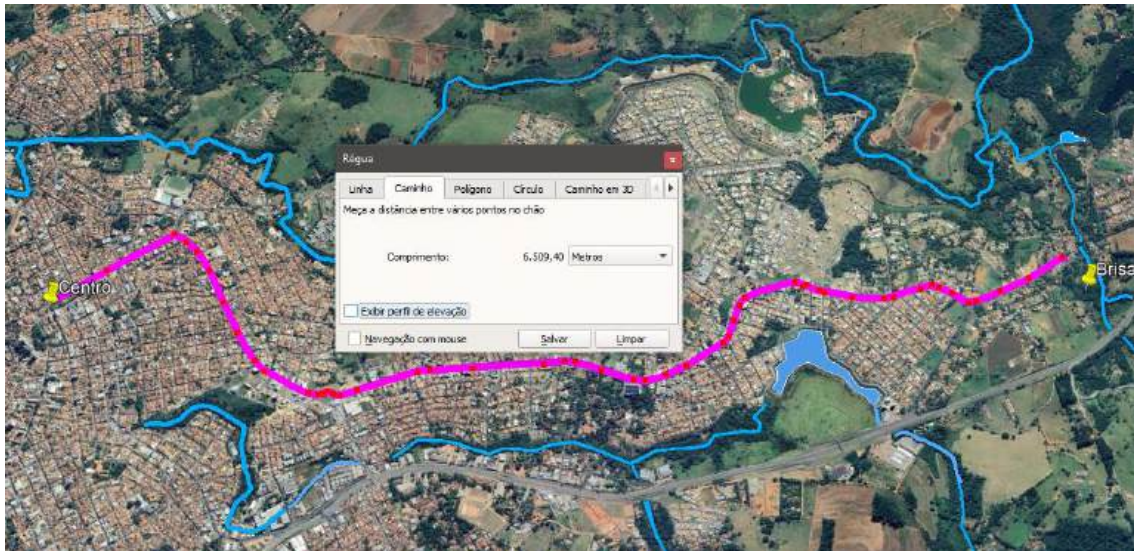 Régua
Linha Caminho Polígono Círculo Caminho em 3D
Meça a distância entre vários pontos no chão
Comprimento: 6.509,40 Metros
Exibir perfil de elevação
Navegação com mouse Salvar Limpar
Centro
Brisa